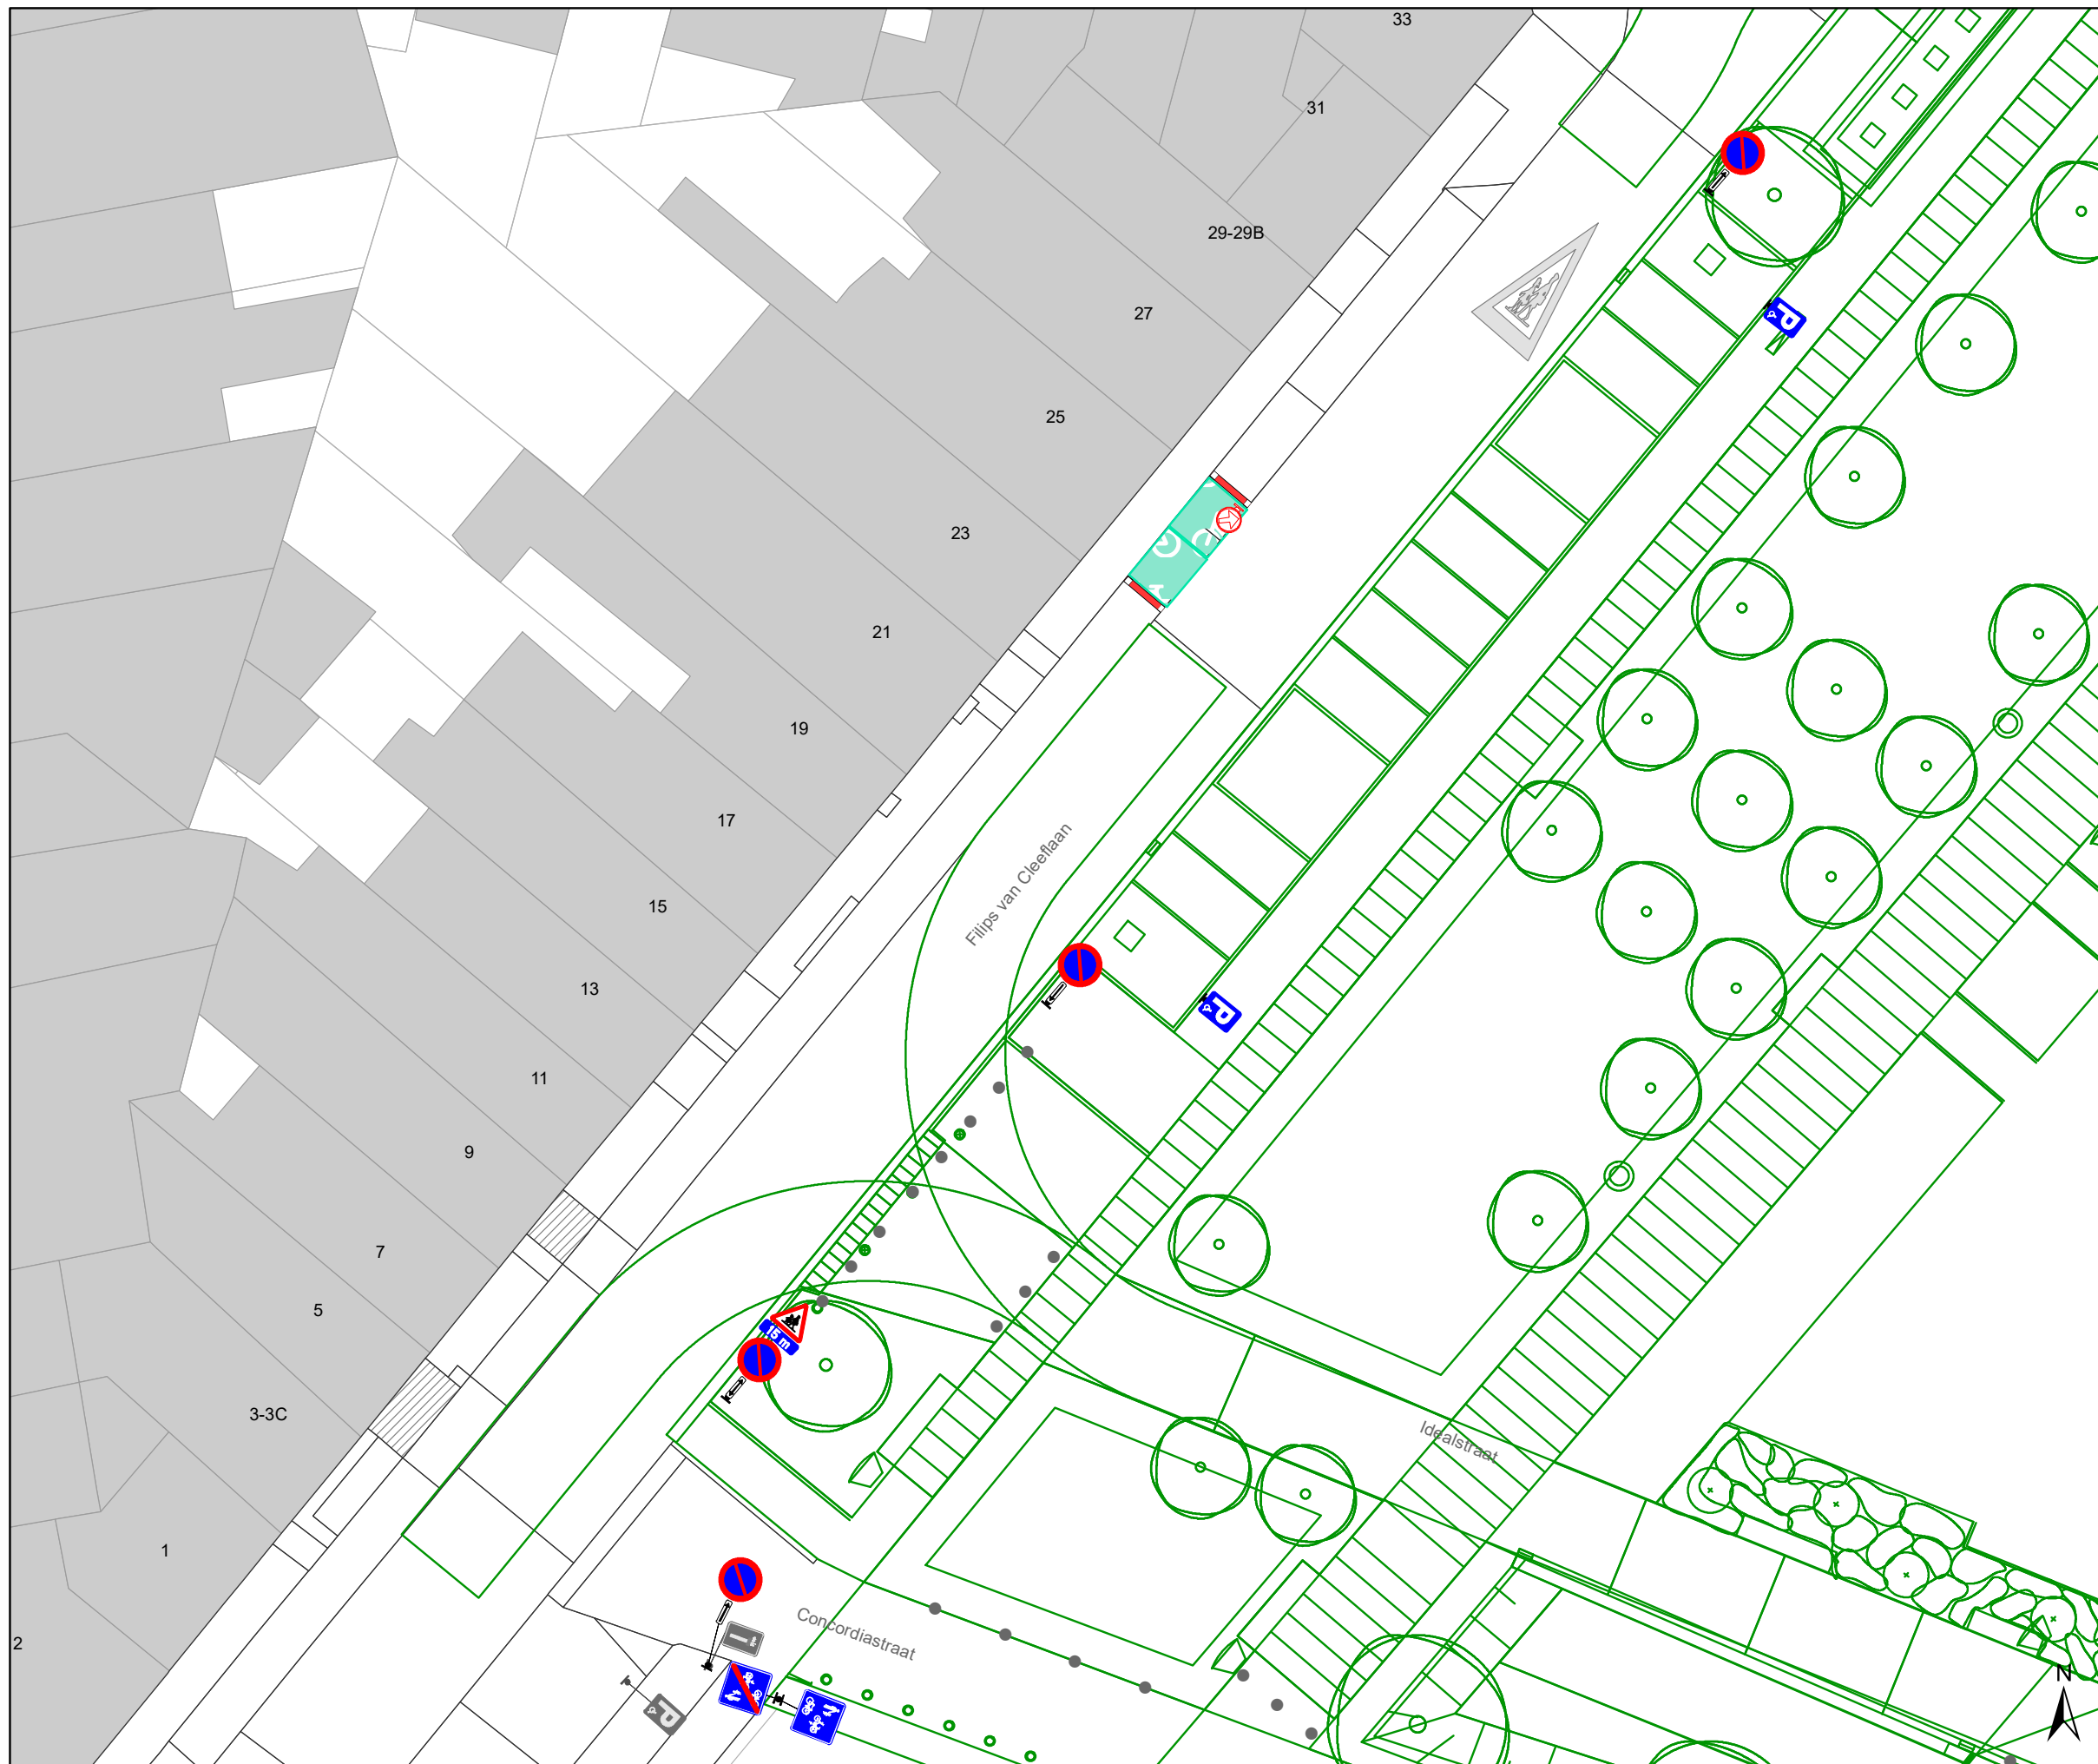 33
31
29-29B
27
25
23
21
19
17
15
13
11
9
7
5
3-3C
1
2
Filips van Cleeflaan
Idealstraat
Concordiastraat
P
P
15 m
P
N